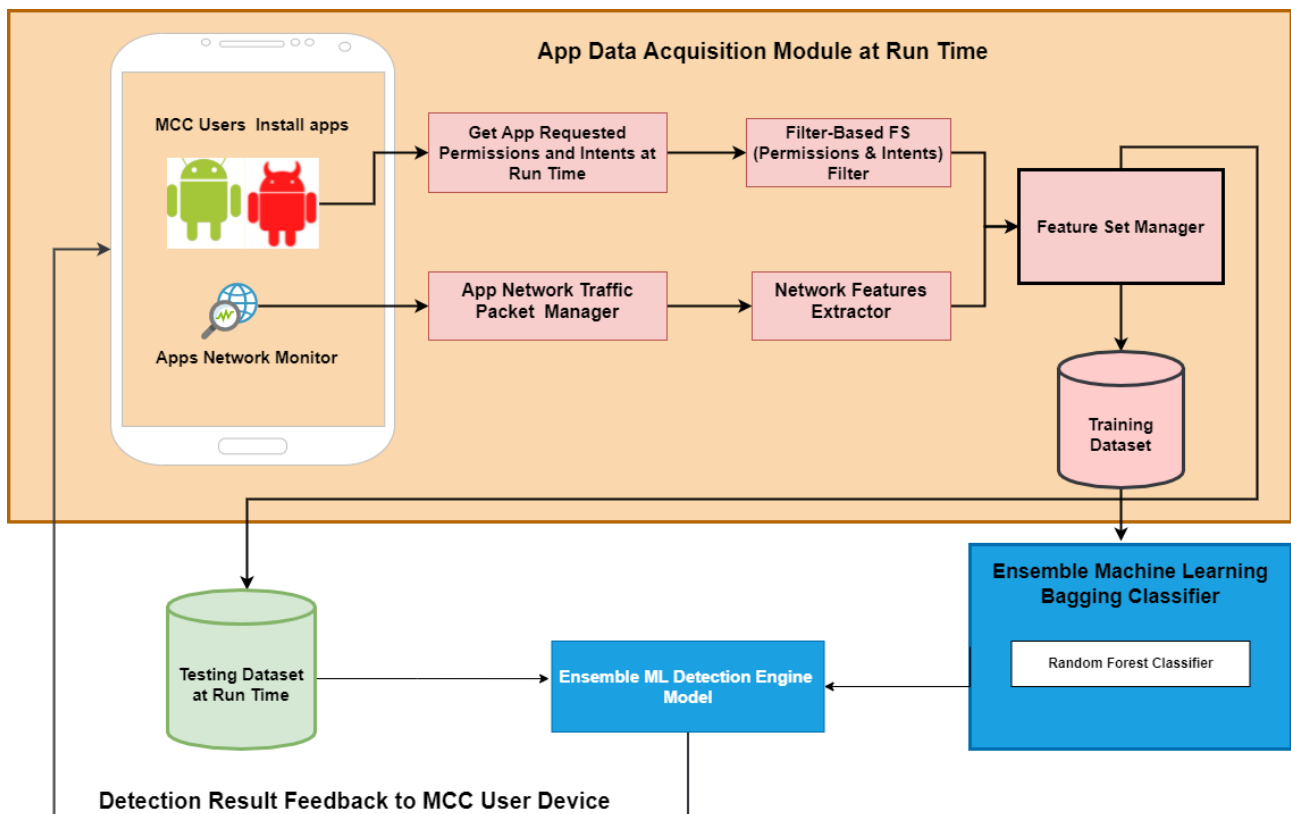 App Data Acquisition Module at Run Time
MCC Users Install apps
Get App Requested
Permissions and Intents at
Run Time
Filter-Based FS
(Permissions & Intents)
Filter
Feature Set Manager
App Network Traffic
Packet Manager
Network Features
Extractor
Apps Network Monitor
Training
Dataset
Ensemble Machine Learning
Bagging Classifier
Random Forest Classifier
Testing Dataset
at Run Time
Ensemble ML Detection Engine
Model
Detection Result Feedback to MCC User Device